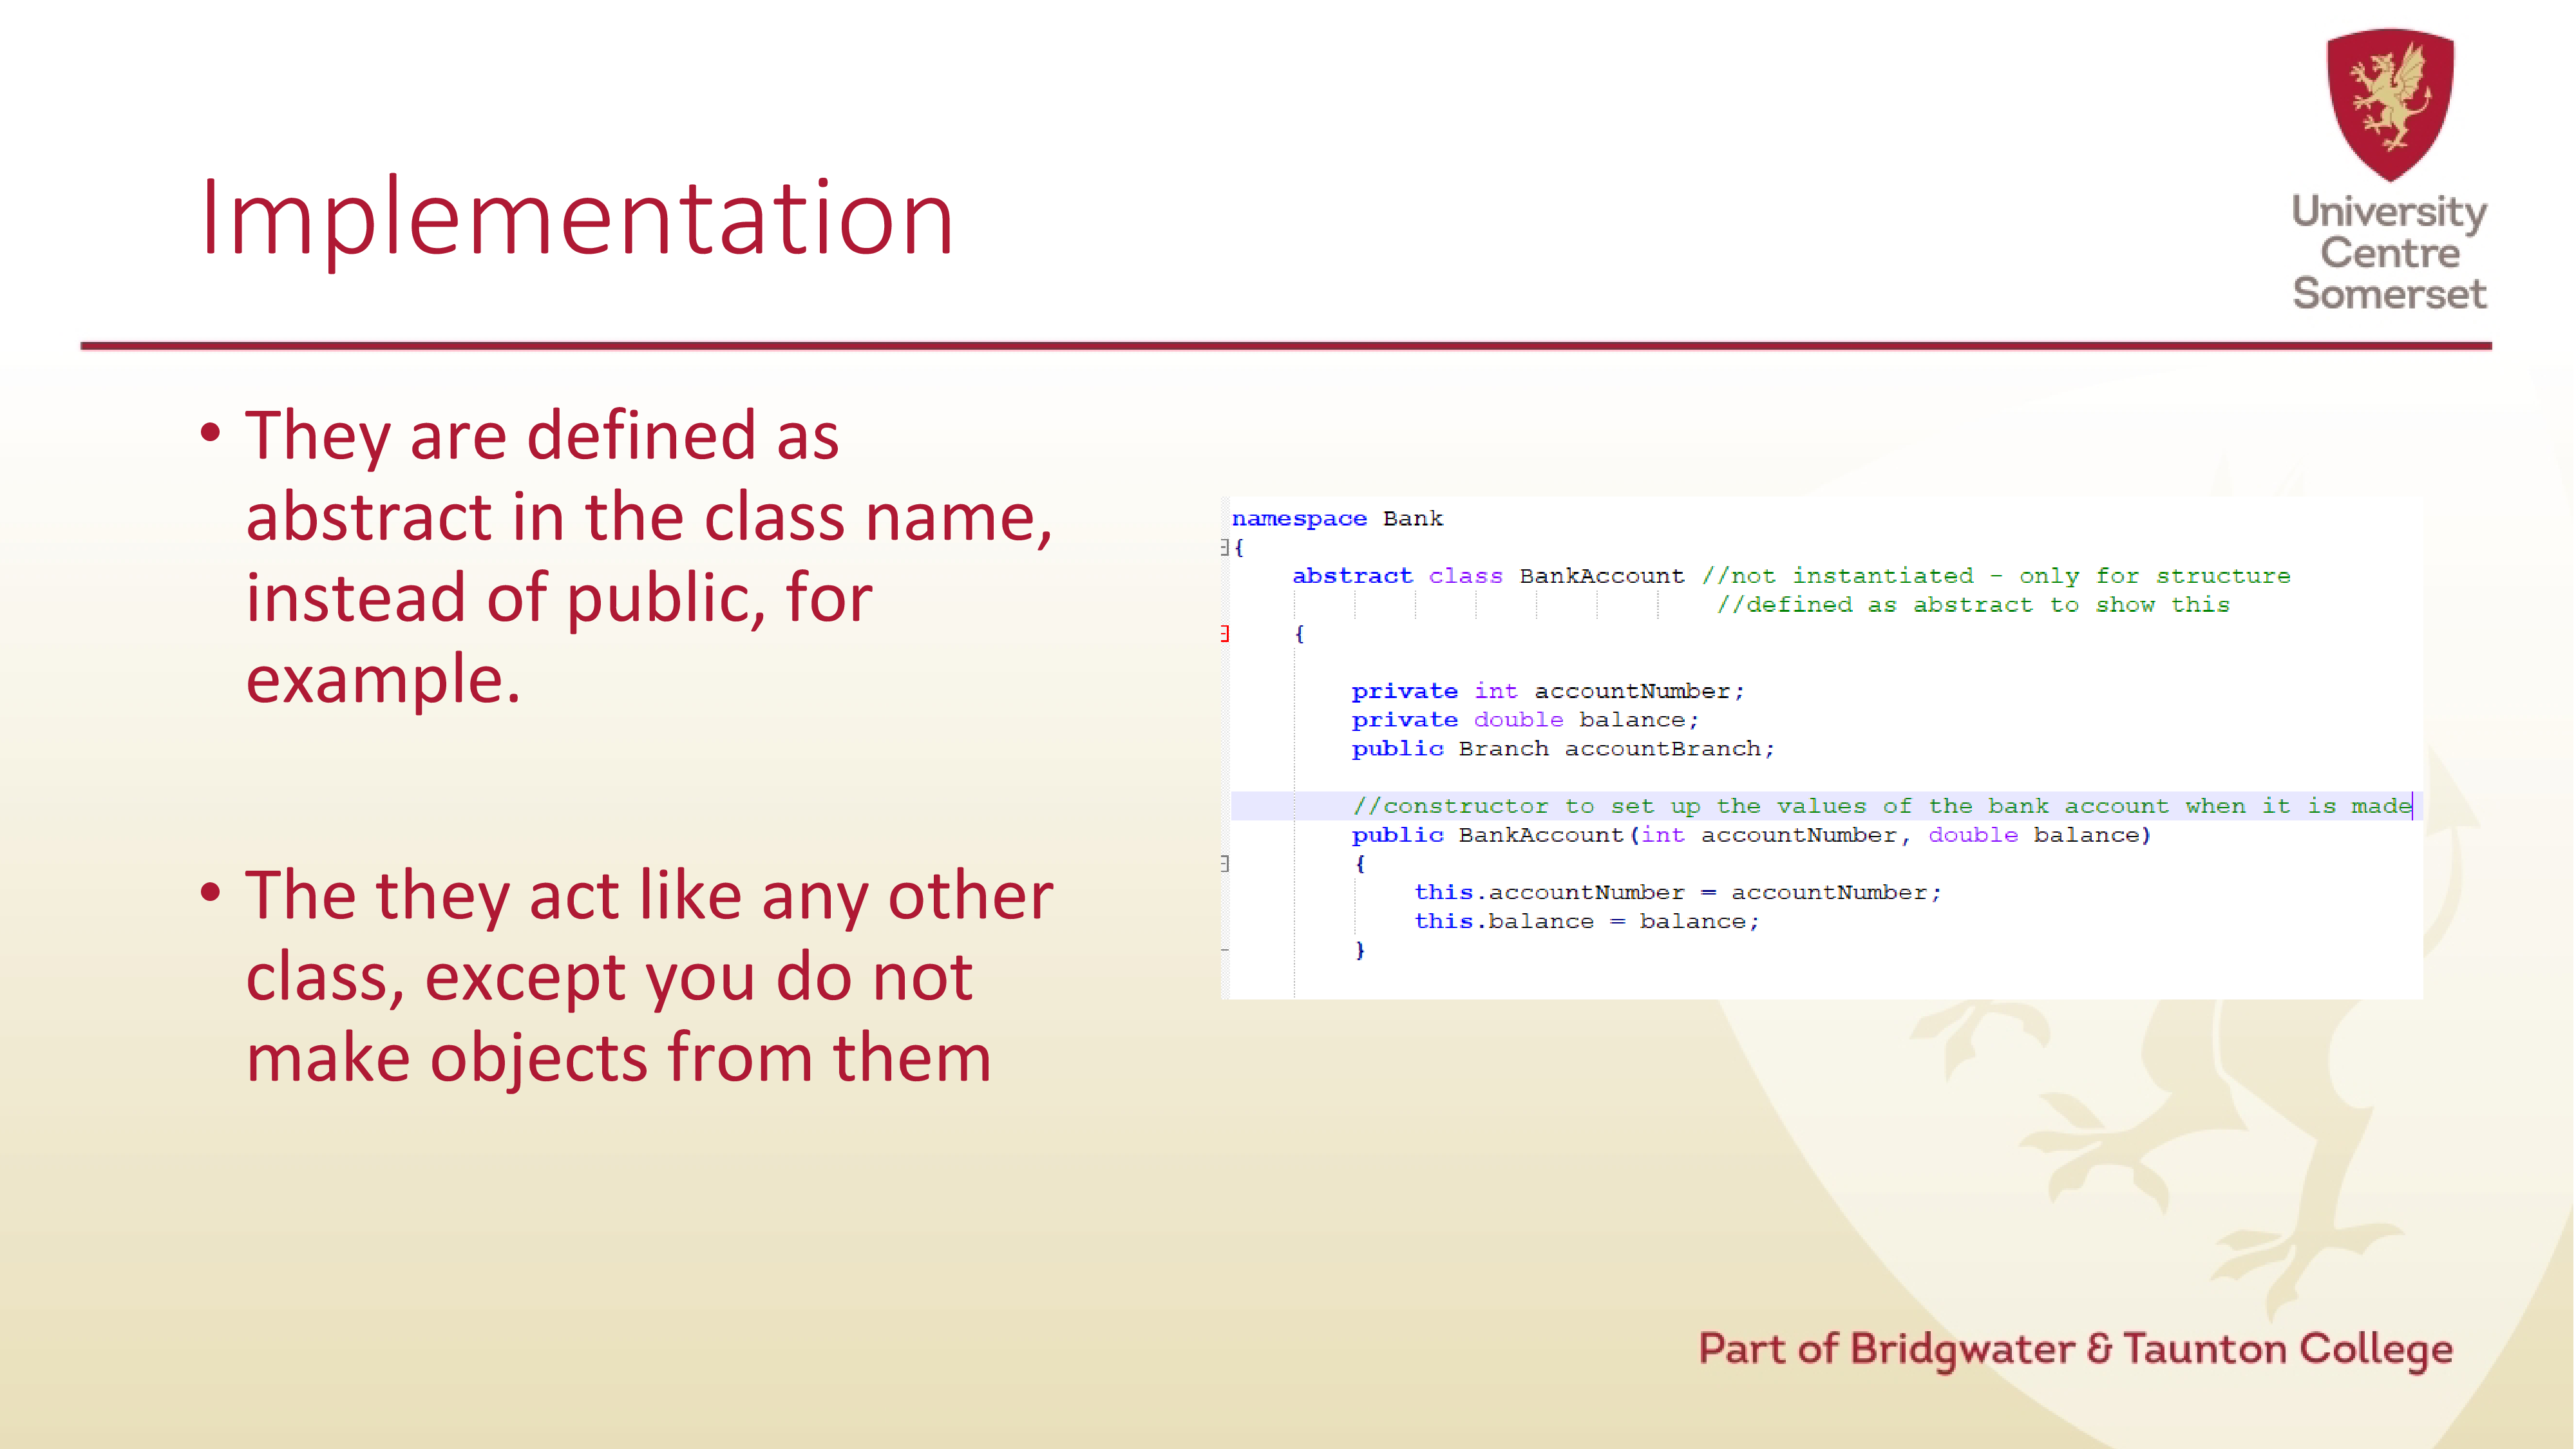 Implementation
University
Centre
Somerset
• They are defined as
abstract in the class name,
instead of public, for
example.
• The they act like any other
class, except you do not
make objects from them
namespace Bank
{
abstract class BankAccount //not instantiated - only for structure
//defined as abstract to show this
{
private int accountNumber;
private double balance;
public Branch accountBranch;
//constructor to set up the values of the bank account when it is made
public BankAccount(int accountNumber, double balance)
{
this.accountNumber = accountNumber;
this.balance = balance;
}
Part of Bridgwater & Taunton College